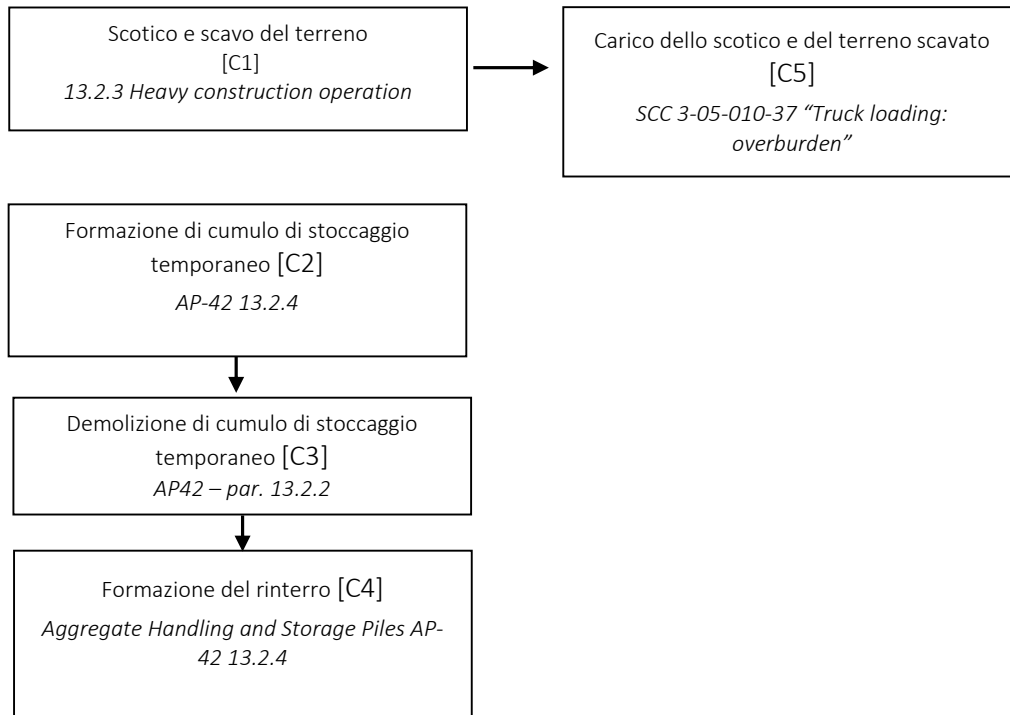 Scotico e scavo del terreno
[C1]
13.2.3 Heavy construction operation
Carico dello scotico e del terreno scavato
[C5]
SCC 3-05-010-37 “Truck loading:
overburden”
Formazione di cumulo di stoccaggio
temporaneo [C2]
AP-42 13.2.4
Demolizione di cumulo di stoccaggio
temporaneo [C3]
AP42 – par. 13.2.2
Formazione del rinterro [C4]
Aggregate Handling and Storage Piles AP-
42 13.2.4